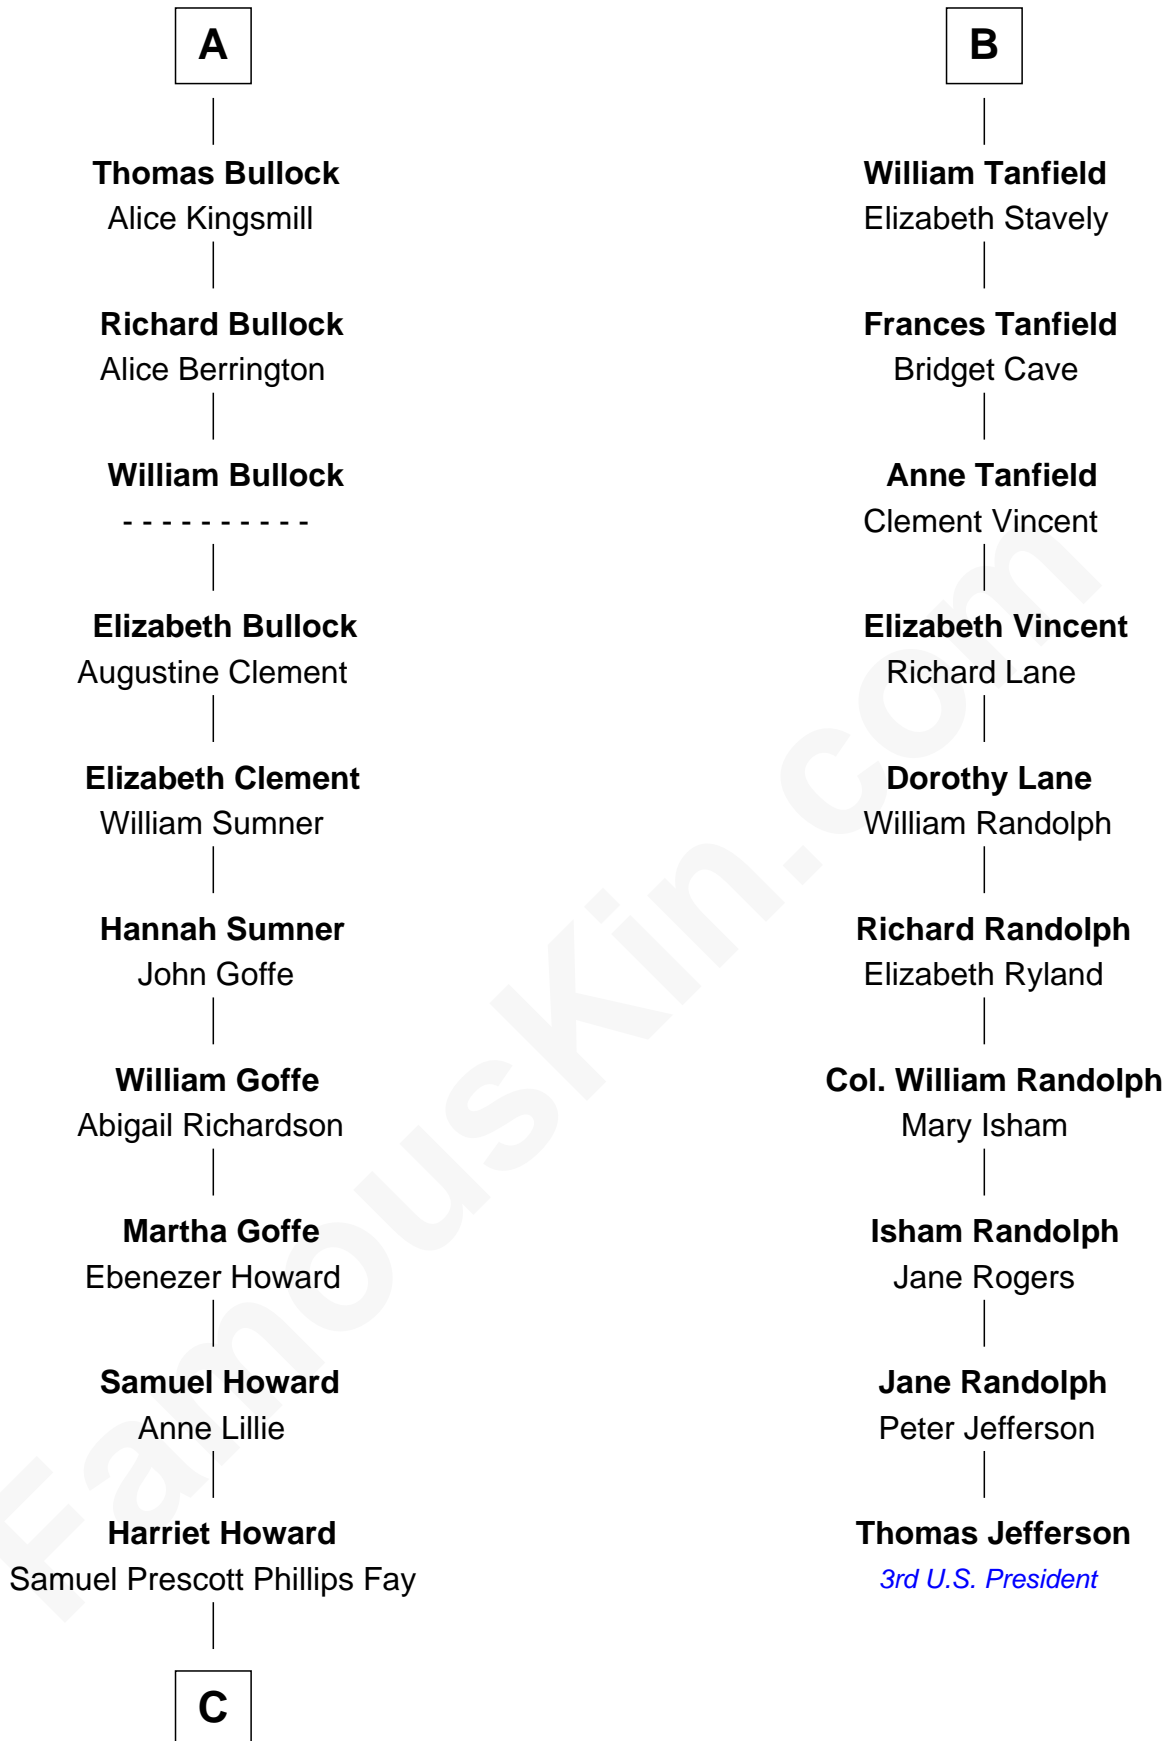 A
Thomas Bullock
Alice Kingsmill
Richard Bullock
Alice Berrington
William Bullock
- - - - - - - - - -
Elizabeth Bullock
Augustine Clement
Elizabeth Clement
William Sumner
Hannah Sumner
John Goffe
William Goffe
Abigail Richardson
Martha Goffe
Ebenezer Howard
Samuel Howard
Anne Lillie
Harriet Howard
Samuel Prescott Phillips Fay
C
B
William Tanfield
Elizabeth Stavely
Frances Tanfield
Bridget Cave
Anne Tanfield
Clement Vincent
Elizabeth Vincent
Richard Lane
Dorothy Lane
William Randolph
Richard Randolph
Elizabeth Ryland
Col. William Randolph
Mary Isham
Isham Randolph
Jane Rogers
Jane Randolph
Peter Jefferson
Thomas Jefferson
3rd U.S. President
FamousKin.com